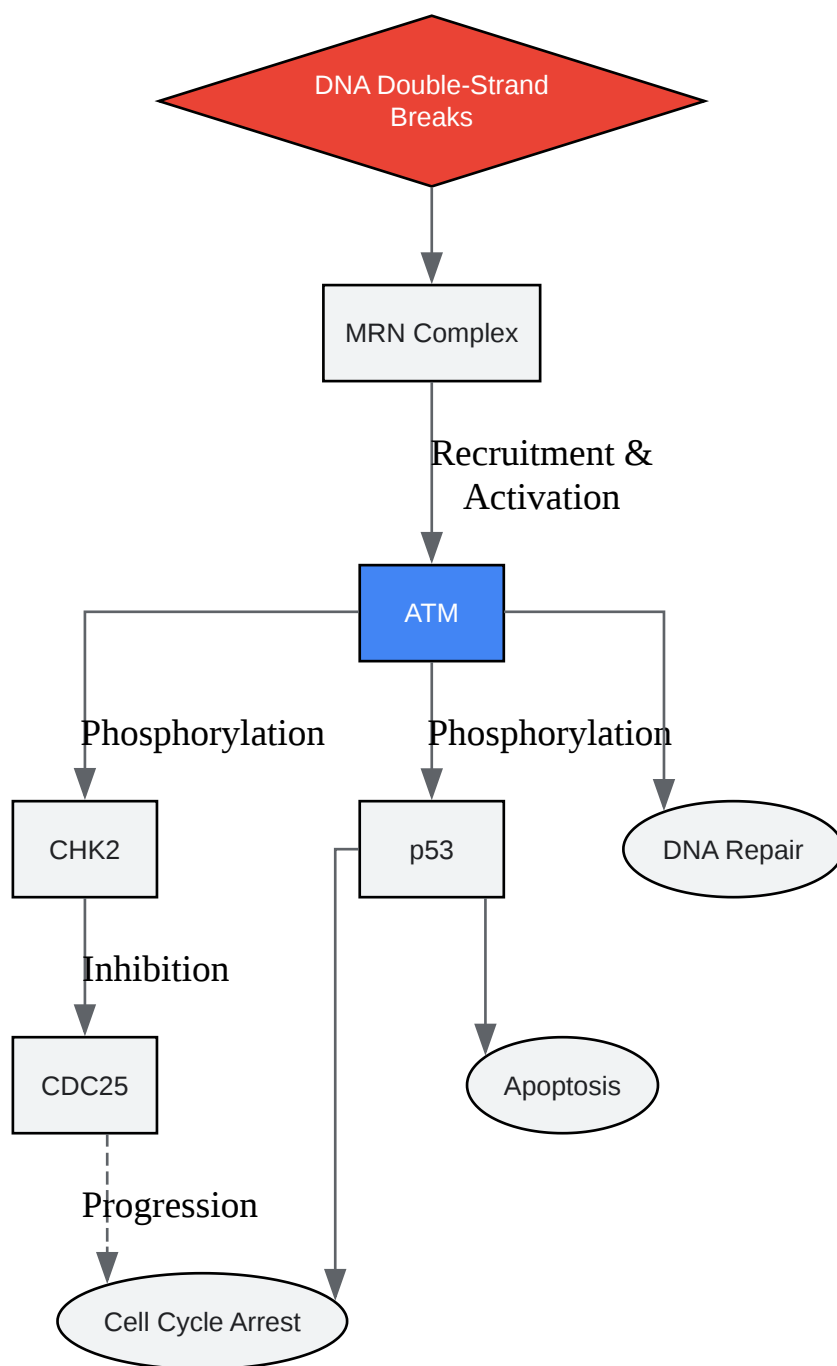 DNA Double-Strand
Breaks
MRN Complex
Recruitment &
Activation
ATM
Phosphorylation
Phosphorylation
CHK2
p53
DNA Repair
Inhibition
CDC25
Apoptosis
Progression
Cell Cycle Arrest